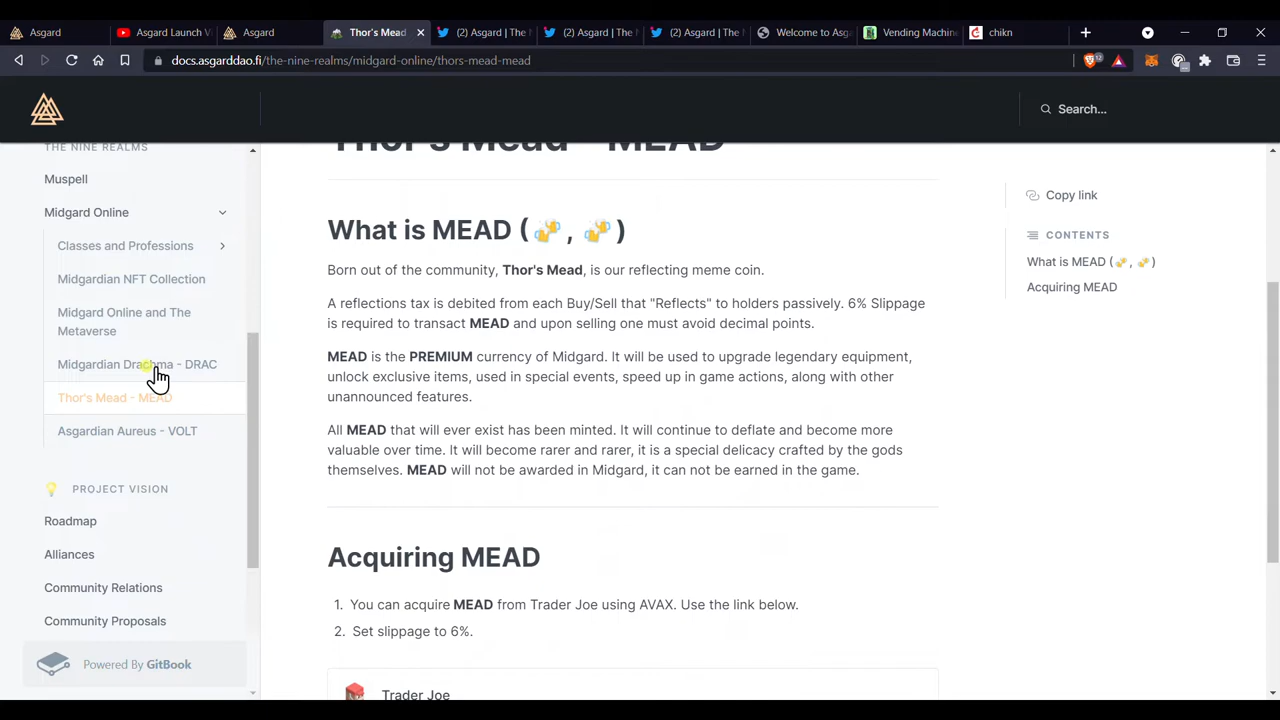 Asgard
Asgard Launch Vi
Asgard
Thor's Mead
(2) Asgard | The N
(2) Asgard | The N
(2) Asgard | The N
Welcome to Asg
Vending Machin
chikn
docs.asgarddao.fi/the-nine-realms/midgard-online/thors-mead-mead
12
Search...
THE NINE REALMS
Muspell
Midgard Online
Classes and Professions
Midgardian NFT Collection
Midgard Online and The
Metaverse
Midgardian Drachma - DRAC
Thor's Mead - MEAD
Asgardian Aureus - VOLT
PROJECT VISION
Roadmap
Alliances
Community Relations
Community Proposals
Powered By GitBook
Thor's Mead - MEAD
What is MEAD (🍻, 🍻)
Born out of the community, Thor's Mead, is our reflecting meme coin.
A reflections tax is debited from each Buy/Sell that "Reflects" to holders passively. 6% Slippage
is required to transact MEAD and upon selling one must avoid decimal points.
MEAD is the PREMIUM currency of Midgard. It will be used to upgrade legendary equipment,
unlock exclusive items, used in special events, speed up in game actions, along with other
unannounced features.
All MEAD that will ever exist has been minted. It will continue to deflate and become more
valuable over time. It will become rarer and rarer, it is a special delicacy crafted by the gods
themselves. MEAD will not be awarded in Midgard, it can not be earned in the game.
Acquiring MEAD
1. You can acquire MEAD from Trader Joe using AVAX. Use the link below.
2. Set slippage to 6%.
Trader Joe
Copy link
CONTENTS
What is MEAD (🍻, 🍻)
Acquiring MEAD